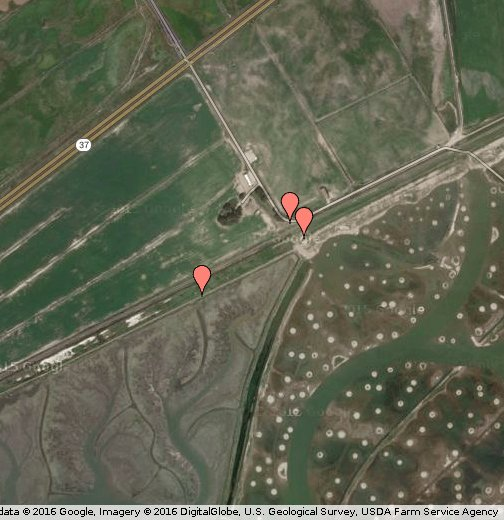 37
data © 2016 Google, Imagery © 2016 DigitalGlobe, U.S. Geological Survey, USDA Farm Service Agency